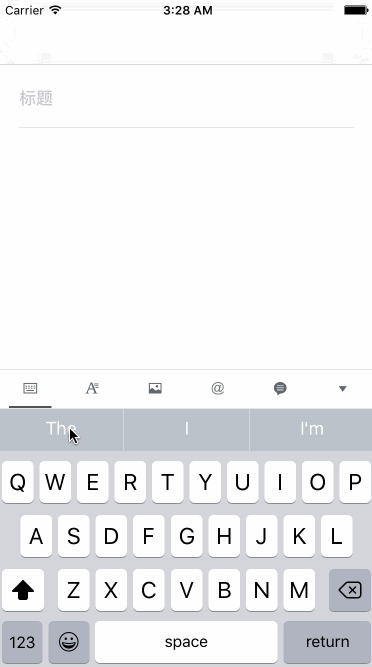 Carrier 3:28 AM
标题
@
The I I'm
Q W E R T Y U I O P
A S D F G H J K L
Z X C V B N M
123 space return